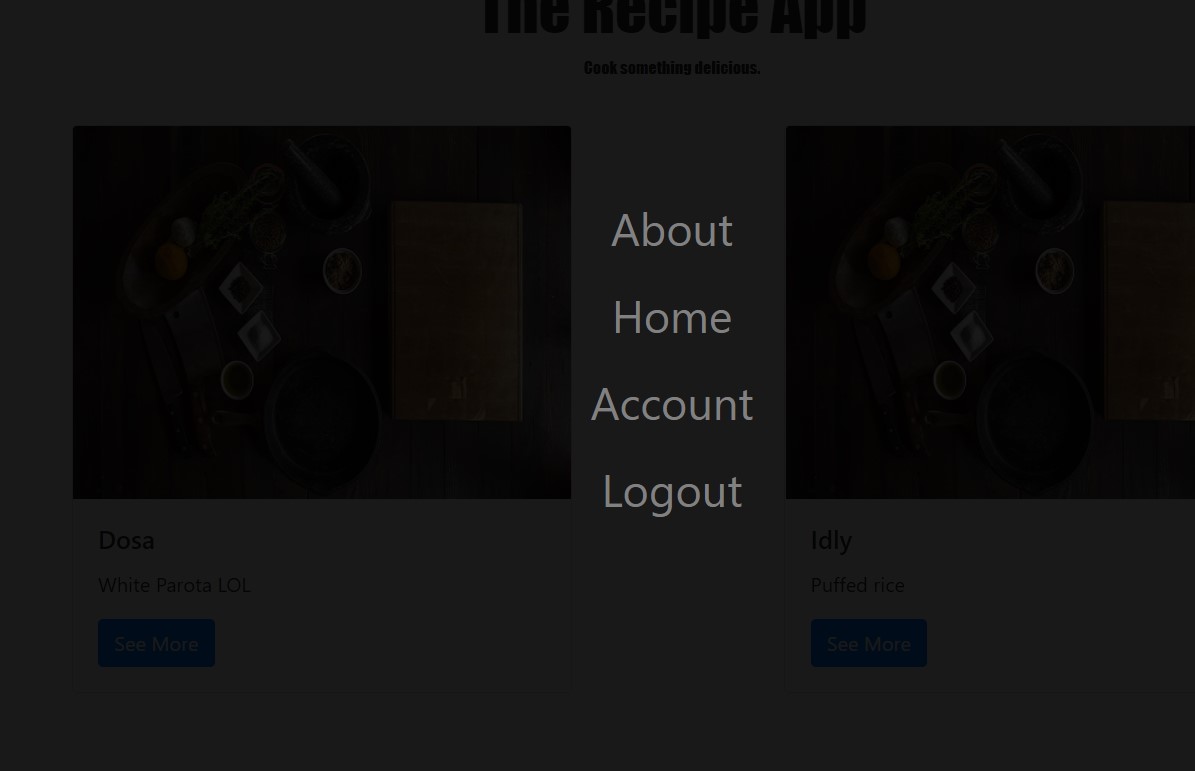 The Recipe App
Cook something delicious.
About
Home
Account
Logout
Dosa
White Parota LOL
See More
Idly
Puffed rice
See More